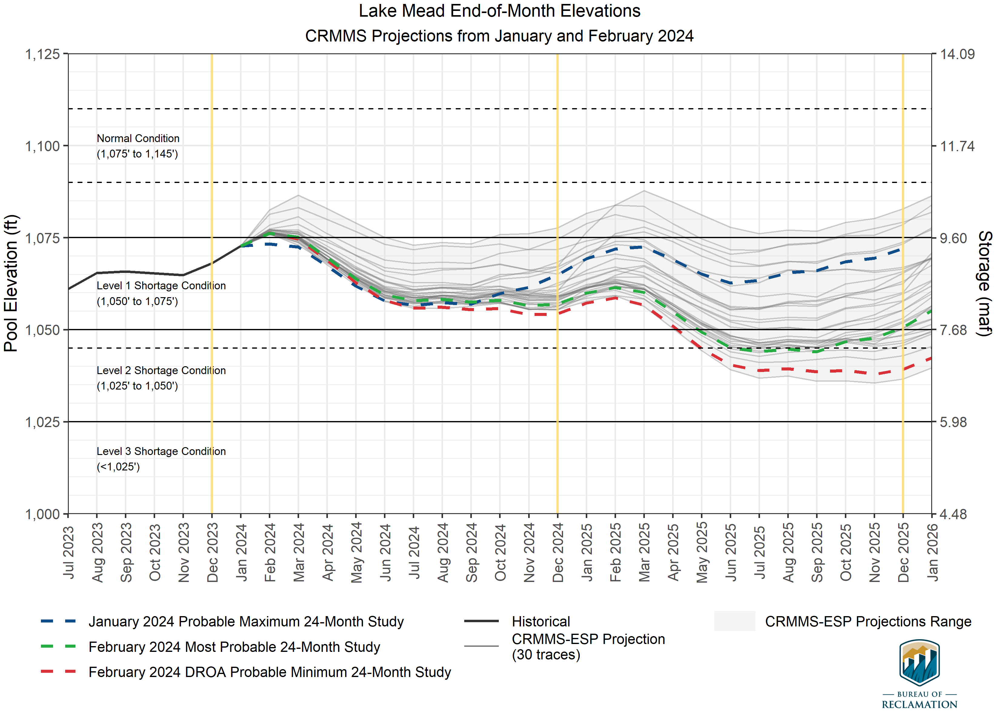 Lake Mead End-of-Month Elevations
CRMMS Projections from January and February 2024
Pool Elevation (ft)
1,125
1,100
1,075
1,050
1,025
1,000
14.09
11.74
9.60
7.68
5.98
4.48
Storage (maf)
Normal Condition
(1,075' to 1,145')
Level 1 Shortage Condition
(1,050' to 1,075')
Level 2 Shortage Condition
(1,025' to 1,050')
Level 3 Shortage Condition
(<1,025')
Jul 2023
Aug 2023
Sep 2023
Oct 2023
Nov 2023
Dec 2023
Jan 2024
Feb 2024
Mar 2024
Apr 2024
May 2024
Jun 2024
Jul 2024
Aug 2024
Sep 2024
Oct 2024
Nov 2024
Dec 2024
Jan 2025
Feb 2025
Mar 2025
Apr 2025
May 2025
Jun 2025
Jul 2025
Aug 2025
Sep 2025
Oct 2025
Nov 2025
Dec 2025
Jan 2026
January 2024 Probable Maximum 24-Month Study
February 2024 Most Probable 24-Month Study
February 2024 DROA Probable Minimum 24-Month Study
Historical
CRMMS-ESP Projection
(30 traces)
CRMMS-ESP Projections Range
BUREAU OF
RECLAMATION